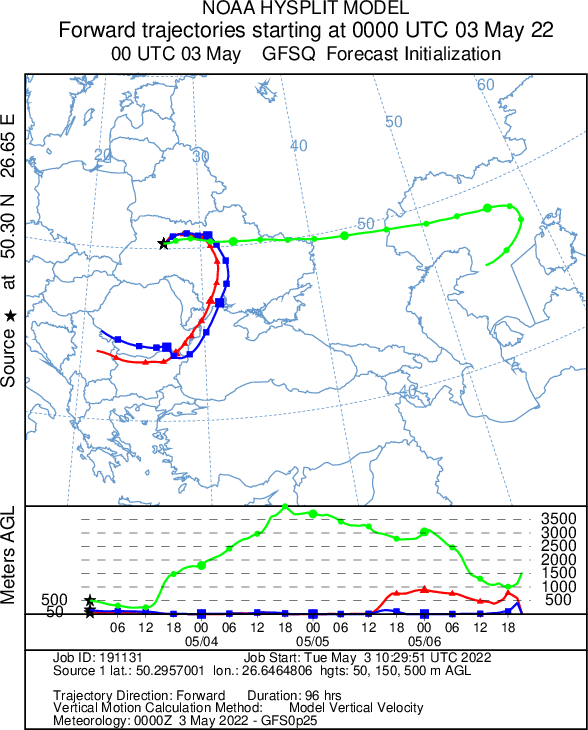 NOAA HYSPLIT MODEL
Forward trajectories starting at 0000 UTC 03 May 22
00 UTC 03 May GFSQ Forecast Initialization
Source ★ at 50.30 N 26.65 E
60
50
40
30
20
50
40
Meters AGL
3500
3000
2500
2000
1500
1000
500
500
50
06 12 18 00 06 12 18 00 06 12 18 00 06 12 18
05/04 05/05 05/06
Job ID: 191131 Job Start: Tue May 3 10:29:51 UTC 2022
Source 1 lat.: 50.2957001 lon.: 26.6464806 hgts: 50, 150, 500 m AGL
Trajectory Direction: Forward Duration: 96 hrs
Vertical Motion Calculation Method: Model Vertical Velocity
Meteorology: 0000Z 3 May 2022 - GFS0p25